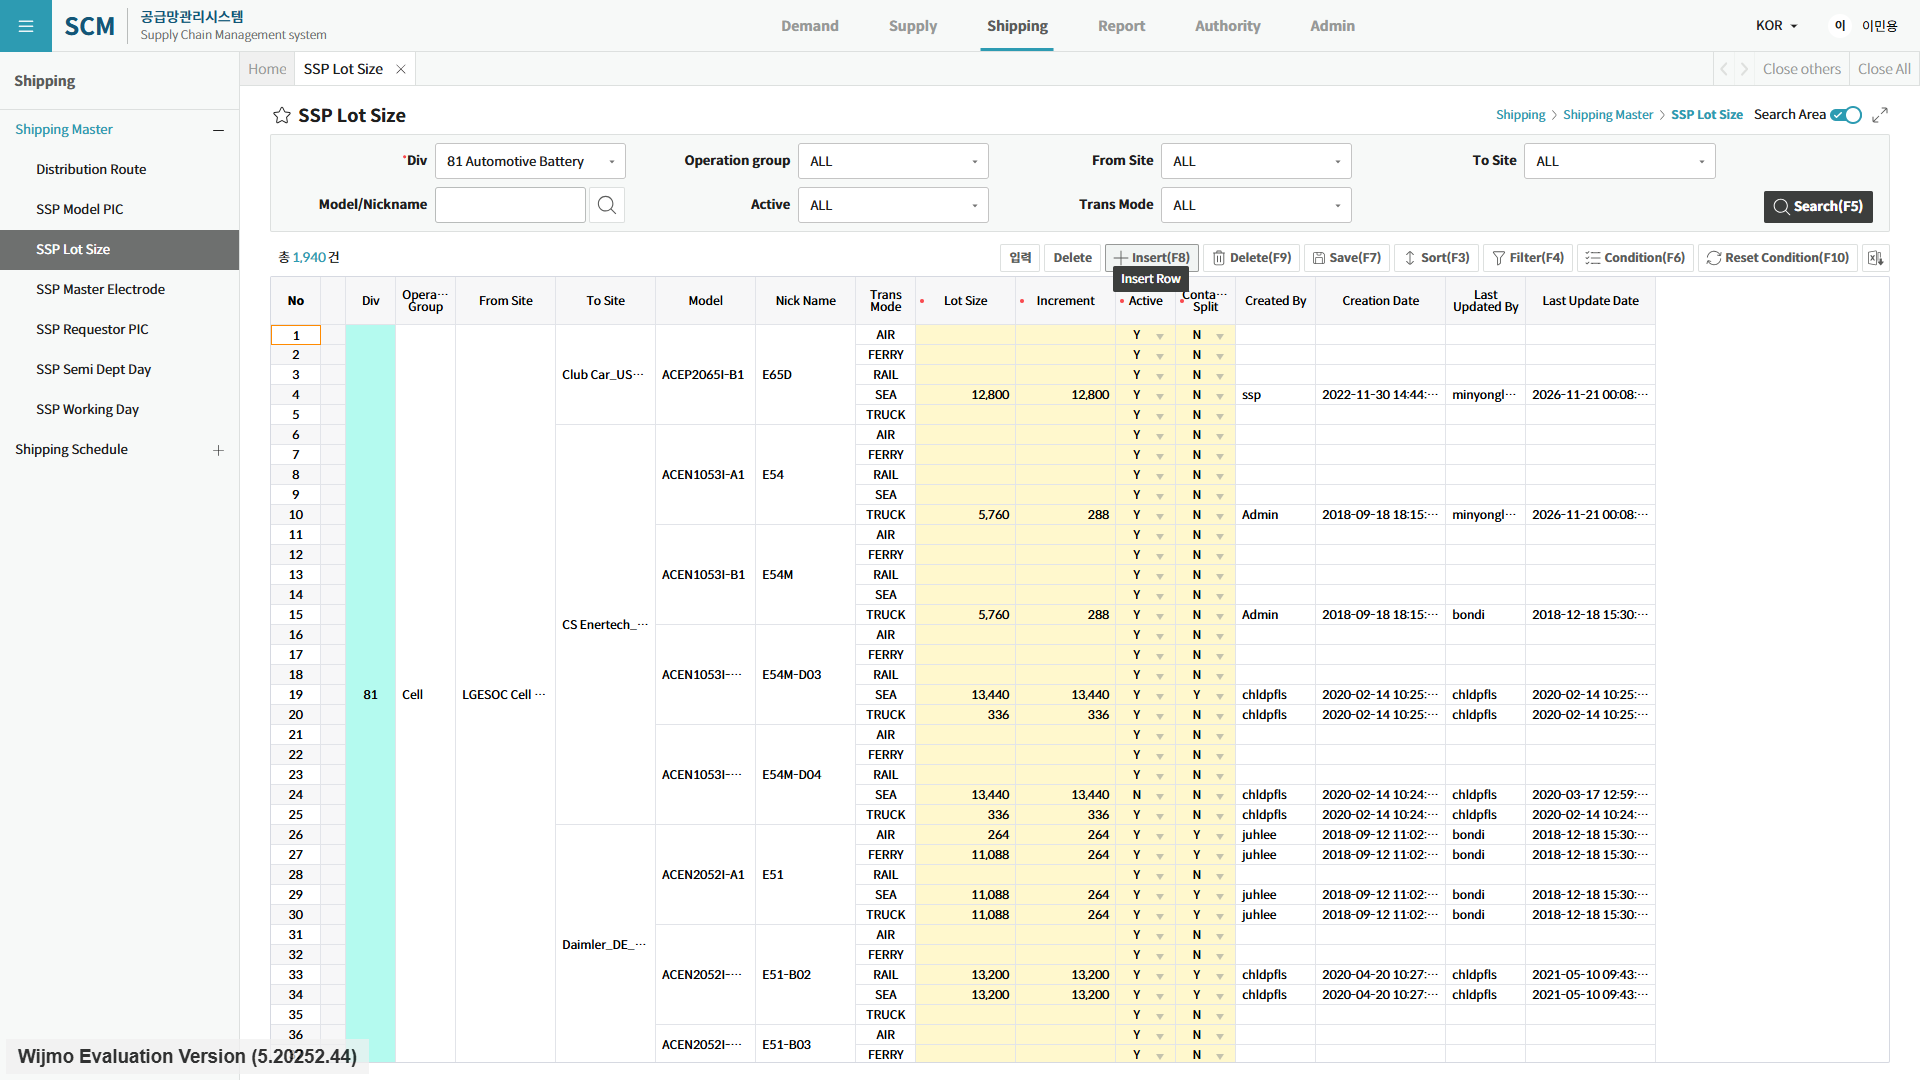 SCM 공급망관리시스템 Supply Chain Management system
Demand Supply Shipping Report Authority Admin
KOR 이 이민용
Shipping
Home SSP Lot Size
Close others Close All
Shipping Master
Distribution Route
SSP Model PIC
SSP Lot Size
SSP Master Electrode
SSP Requestor PIC
SSP Semi Dept Day
SSP Working Day
Shipping Schedule
SSP Lot Size
Shipping > Shipping Master > SSP Lot Size Search Area
*Div 81 Automotive Battery Operation group ALL From Site ALL To Site ALL
Model/Nickname Active ALL Trans Mode ALL Search(F5)
총 1,940 건
입력 Delete Insert(F8) Delete(F9) Save(F7) Sort(F3) Filter(F4) Condition(F6) Reset Condition(F10)
Insert Row
No Div Opera··· Group From Site To Site Model Nick Name Trans Mode Lot Size Increment Active Conta··· Split Created By Creation Date Last Updated By Last Update Date
81 Cell LGESOC Cell ···
Club Car_US··· ACEP2065I-B1 E65D
1 AIR Y N
2 FERRY Y N
3 RAIL Y N
4 SEA 12,800 12,800 Y N ssp 2022-11-30 14:44:··· minyongl··· 2026-11-21 00:08:···
5 TRUCK Y N
CS Enertech_··· ACEN1053I-A1 E54
6 AIR Y N
7 FERRY Y N
8 RAIL Y N
9 SEA Y N
10 TRUCK 5,760 288 Y N Admin 2018-09-18 18:15:··· minyongl··· 2026-11-21 00:08:···
ACEN1053I-B1 E54M
11 AIR Y N
12 FERRY Y N
13 RAIL Y N
14 SEA Y N
15 TRUCK 5,760 288 Y N Admin 2018-09-18 18:15:··· bondi 2018-12-18 15:30:···
ACEN1053I-··· E54M-D03
16 AIR Y N
17 FERRY Y N
18 RAIL Y N
19 SEA 13,440 13,440 Y Y chldpfls 2020-02-14 10:25:··· chldpfls 2020-02-14 10:25:···
20 TRUCK 336 336 Y N chldpfls 2020-02-14 10:25:··· chldpfls 2020-02-14 10:25:···
ACEN1053I-··· E54M-D04
21 AIR Y N
22 FERRY Y N
23 RAIL Y N
24 SEA 13,440 13,440 N N chldpfls 2020-02-14 10:24:··· chldpfls 2020-03-17 12:59:···
25 TRUCK 336 336 Y N chldpfls 2020-02-14 10:24:··· chldpfls 2020-02-14 10:24:···
Daimler_DE_··· ACEN2052I-A1 E51
26 AIR 264 264 Y Y juhlee 2018-09-12 11:02:··· bondi 2018-12-18 15:30:···
27 FERRY 11,088 264 Y Y juhlee 2018-09-12 11:02:··· bondi 2018-12-18 15:30:···
28 RAIL Y N
29 SEA 11,088 264 Y Y juhlee 2018-09-12 11:02:··· bondi 2018-12-18 15:30:···
30 TRUCK 11,088 264 Y Y juhlee 2018-09-12 11:02:··· bondi 2018-12-18 15:30:···
ACEN2052I-··· E51-B02
31 AIR Y N
32 FERRY Y N
33 RAIL 13,200 13,200 Y Y chldpfls 2020-04-20 10:27:··· chldpfls 2021-05-10 09:43:···
34 SEA 13,200 13,200 Y Y chldpfls 2020-04-20 10:27:··· chldpfls 2021-05-10 09:43:···
35 TRUCK Y N
ACEN2052I-··· E51-B03
36 AIR Y N
FERRY Y N
Wijmo Evaluation Version (5.20252.44)